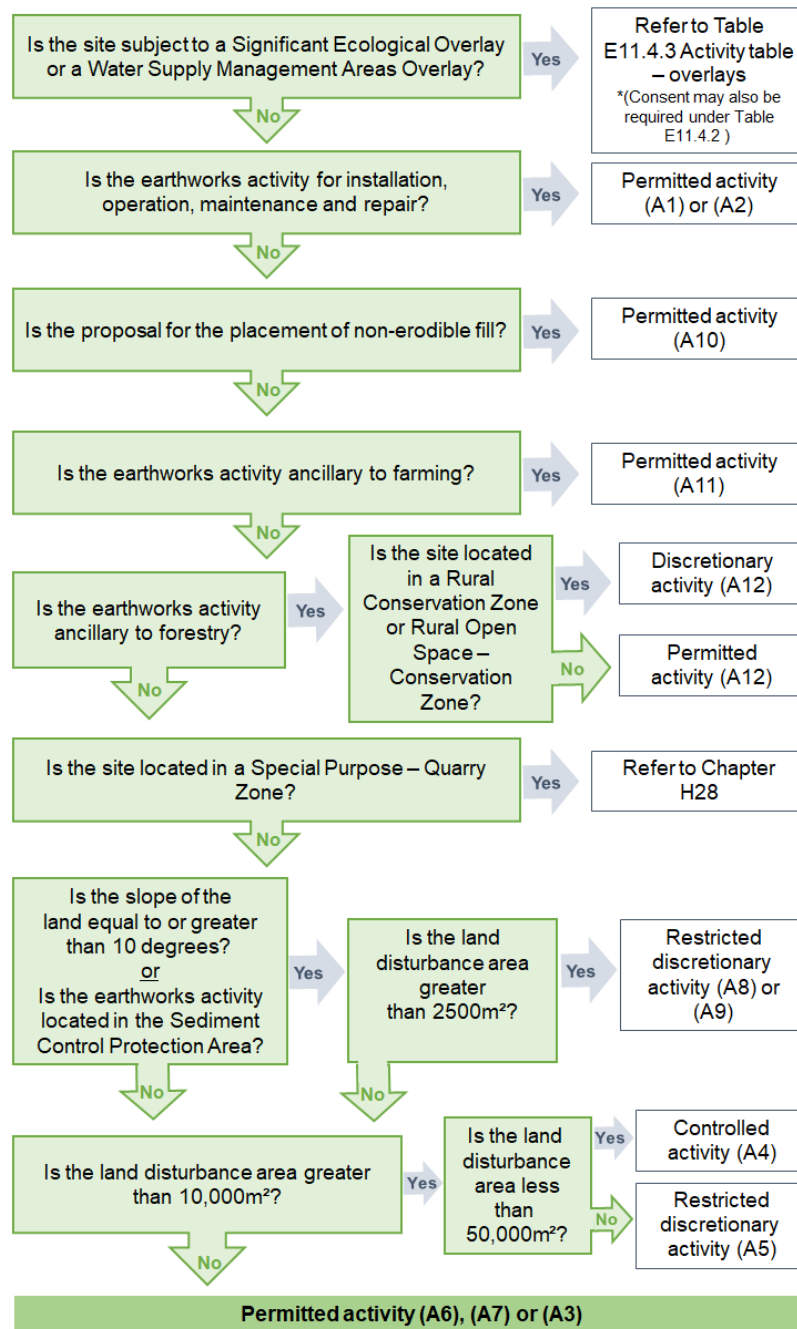 Is the site subject to a Significant Ecological Overlay
or a Water Supply Management Areas Overlay?
Yes
Refer to Table
E11.4.3 Activity table
– overlays
*(Consent may also be
required under Table
E11.4.2 )
No
Is the earthworks activity for installation,
operation, maintenance and repair?
Yes
Permitted activity
(A1) or (A2)
No
Is the proposal for the placement of non-erodible fill?
Yes
Permitted activity
(A10)
No
Is the earthworks activity ancillary to farming?
Yes
Permitted activity
(A11)
No
Is the earthworks activity
ancillary to forestry?
Yes
Is the site located
in a Rural
Conservation Zone
or Rural Open
Space –
Conservation
Zone?
Yes
Discretionary
activity (A12)
No
Permitted
activity (A12)
No
Is the site located in a Special Purpose – Quarry
Zone?
Yes
Refer to Chapter
H28
No
Is the slope of the
land equal to or greater
than 10 degrees?
or
Is the earthworks activity
located in the Sediment
Control Protection Area?
Yes
Is the land
disturbance area
greater
than 2500m²?
Yes
Restricted
discretionary
activity (A8) or
(A9)
No
No
Is the land disturbance area greater
than 10,000m²?
Yes
Is the land
disturbance
area less
than
50,000m²?
Yes
Controlled
activity (A4)
No
Restricted
discretionary
activity (A5)
No
Permitted activity (A6), (A7) or (A3)